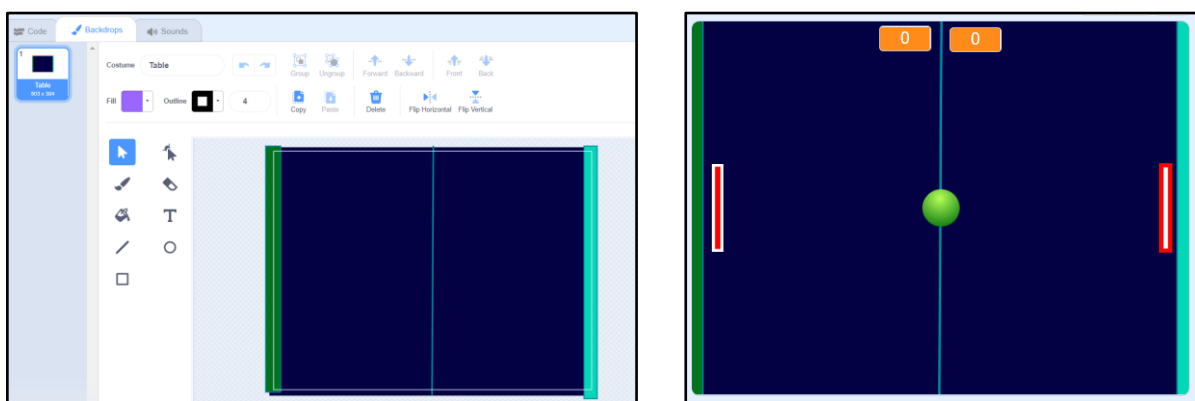 Code Backdrops Sounds
1
Table
903 x 394
Costume Table
Group Ungroup Forward Backward Front Back
Fill Outline 4
Copy Paste Delete Flip Horizontal Flip Vertical
T
0 0